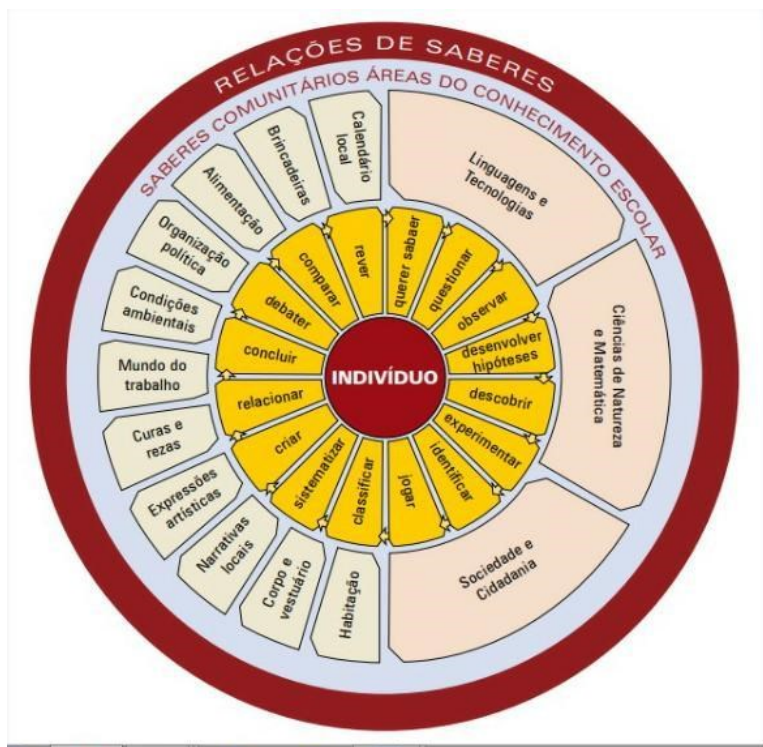 RELAÇÕES DE SABERES
SABERES COMUNITÁRIOS
ÁREAS DO CONHECIMENTO ESCOLAR
Calendário
local
Brincadeiras
Alimentação
Organização
política
Condições
ambientais
Mundo do
trabalho
Curas e
rezas
Expressões
artísticas
Narrativas
locais
Corpo e
vestuário
Habitação
Linguagens e
Tecnologias
Ciências de Natureza
e Matemática
Sociedade e
Cidadania
querer sabaer
questionar
observar
desenvolver
hipóteses
descobrir
experimentar
identificar
jogar
classificar
sistematizar
criar
relacionar
concluir
debater
comparar
rever
INDIVÍDUO